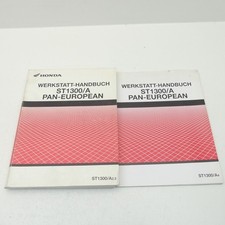 HONDA
WERKSTATT-HANDBUCH
ST1300/A
PAN-EUROPEAN
WERKSTATT-HANDBUCH
ST1300/A
PAN-EUROPEAN